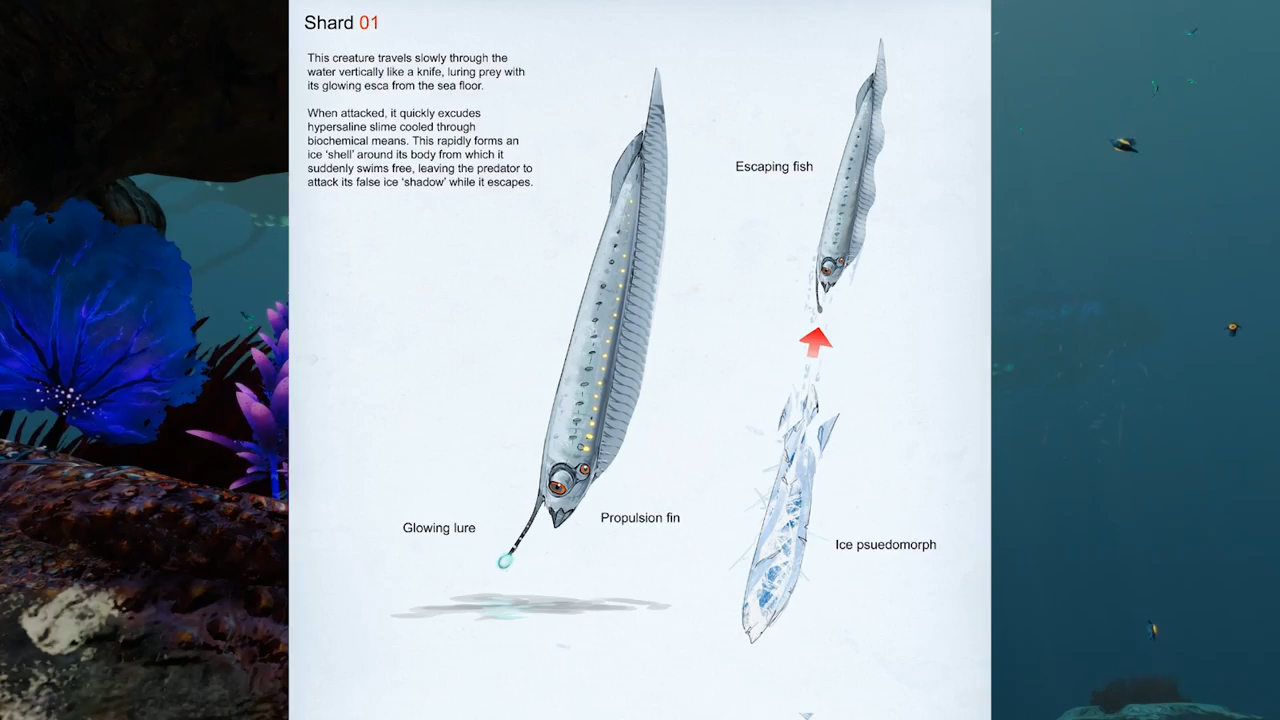 Shard 01
This creature travels slowly through the
water vertically like a knife, luring prey with
its glowing esca from the sea floor.
When attacked, it quickly excudes
hypersaline slime cooled through
biochemical means. This rapidly forms an
ice ‘shell’ around its body from which it
suddenly swims free, leaving the predator to
attack its false ice ‘shadow’ while it escapes.
Escaping fish
Glowing lure
Propulsion fin
Ice psuedomorph